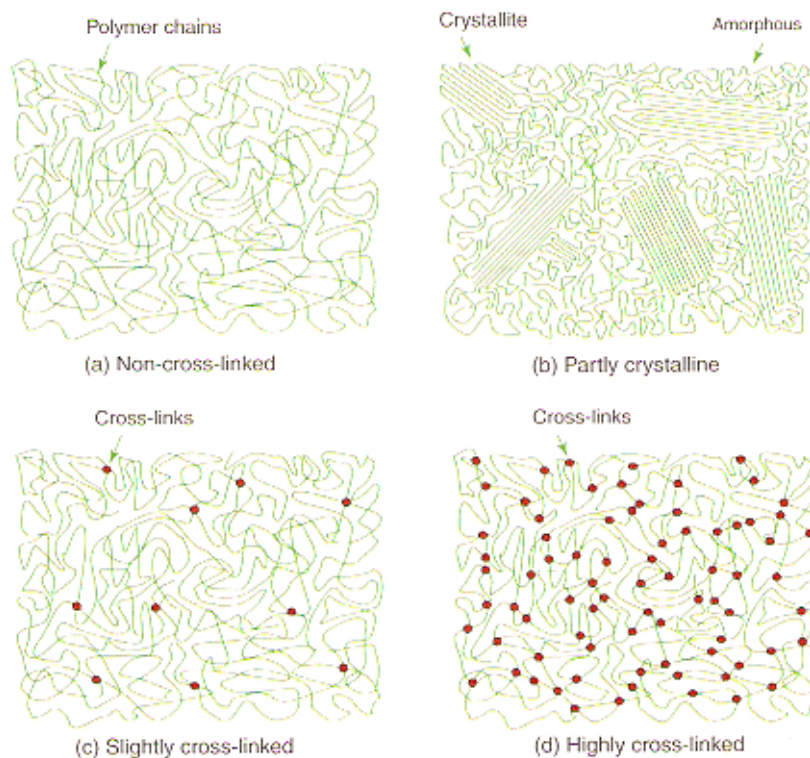 Polymer chains
Crystallite
Amorphous
(a) Non-cross-linked
(b) Partly crystalline
Cross-links
Cross-links
(c) Slightly cross-linked
(d) Highly cross-linked